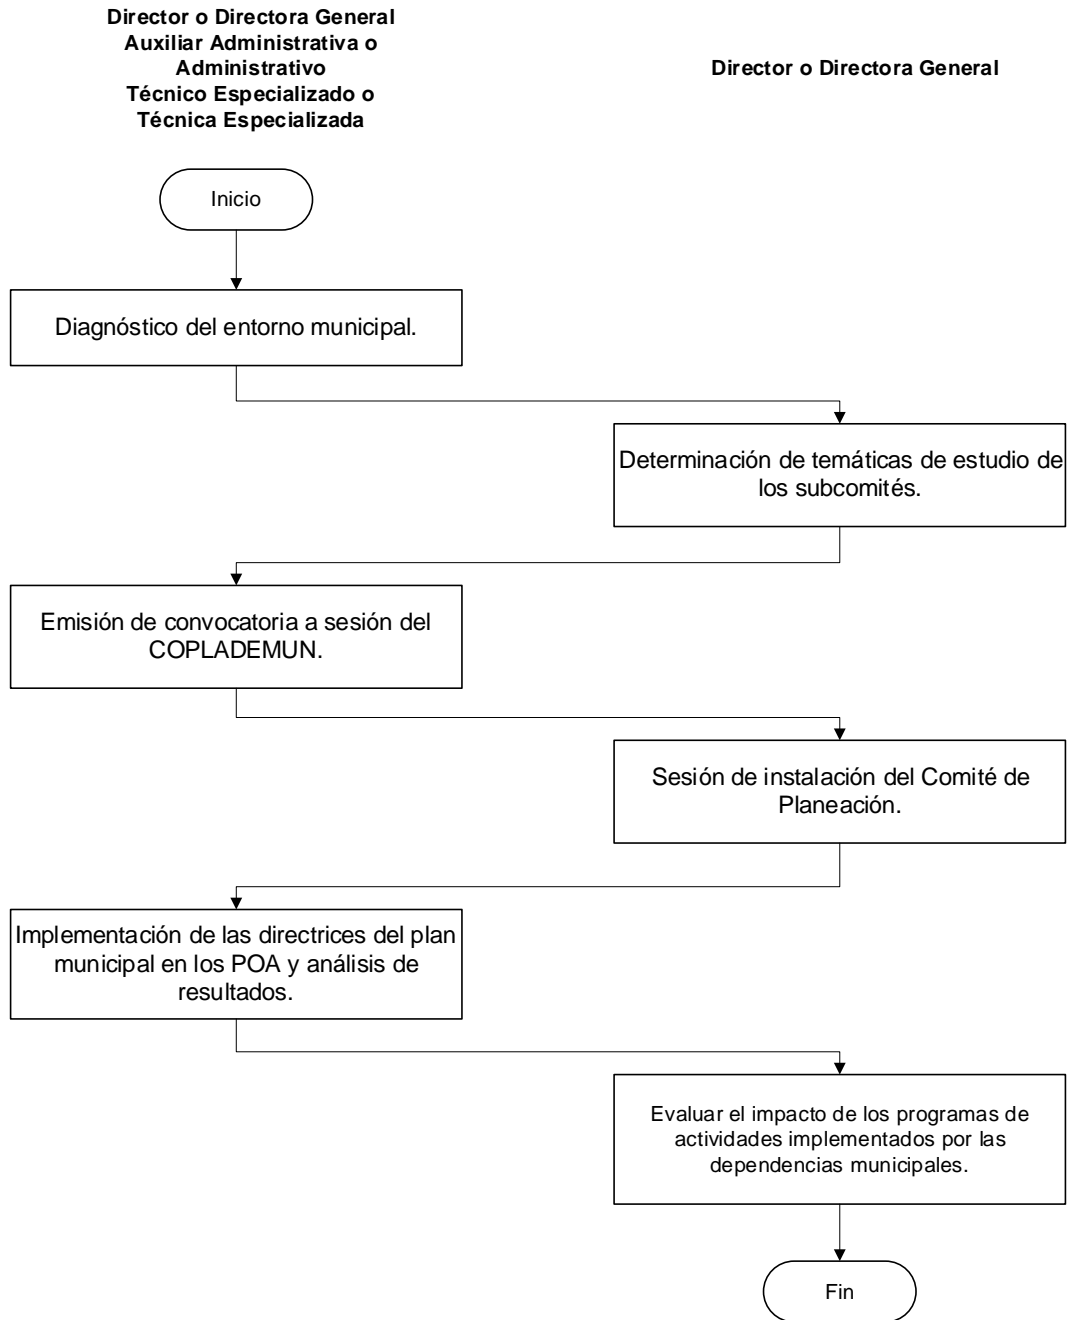 Director o Directora General
Auxiliar Administrativa o
Administrativo
Técnico Especializado o
Técnica Especializada
Director o Directora General
Inicio
Diagnóstico del entorno municipal.
Determinación de temáticas de estudio de
los subcomités.
Emisión de convocatoria a sesión del
COPLADEMUN.
Sesión de instalación del Comité de
Planeación.
Implementación de las directrices del plan
municipal en los POA y análisis de
resultados.
Evaluar el impacto de los programas de
actividades implementados por las
dependencias municipales.
Fin